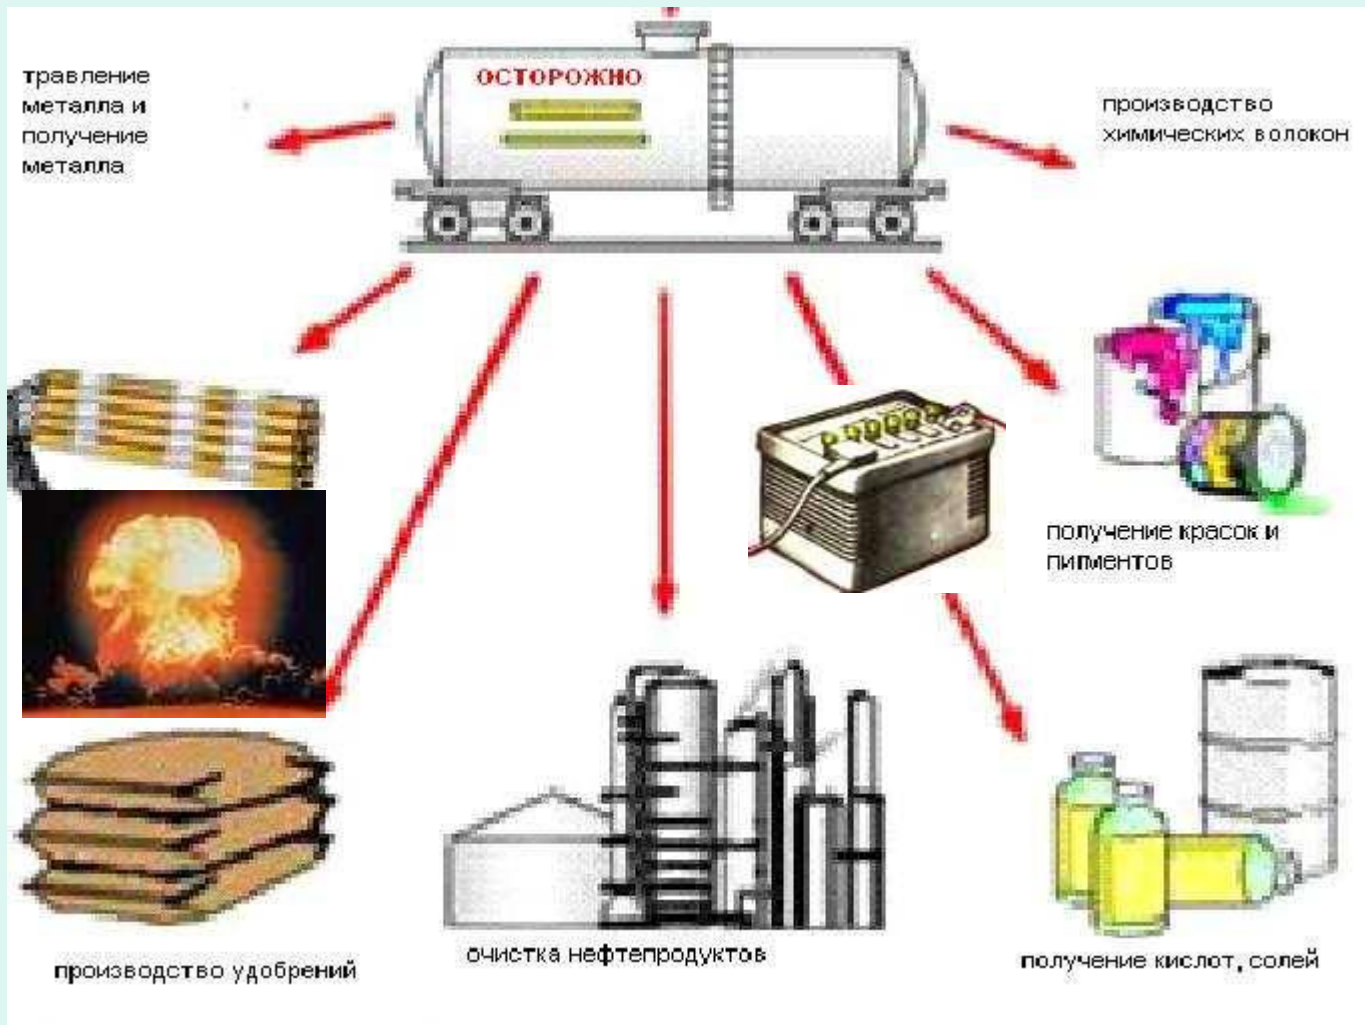 травление
металла и
получение
металла
ОСТОРОЖНО
производство
химических волокон
получение красок и
пигментов
производство удобрений
очистка нефтепродуктов
получение кислот, солей